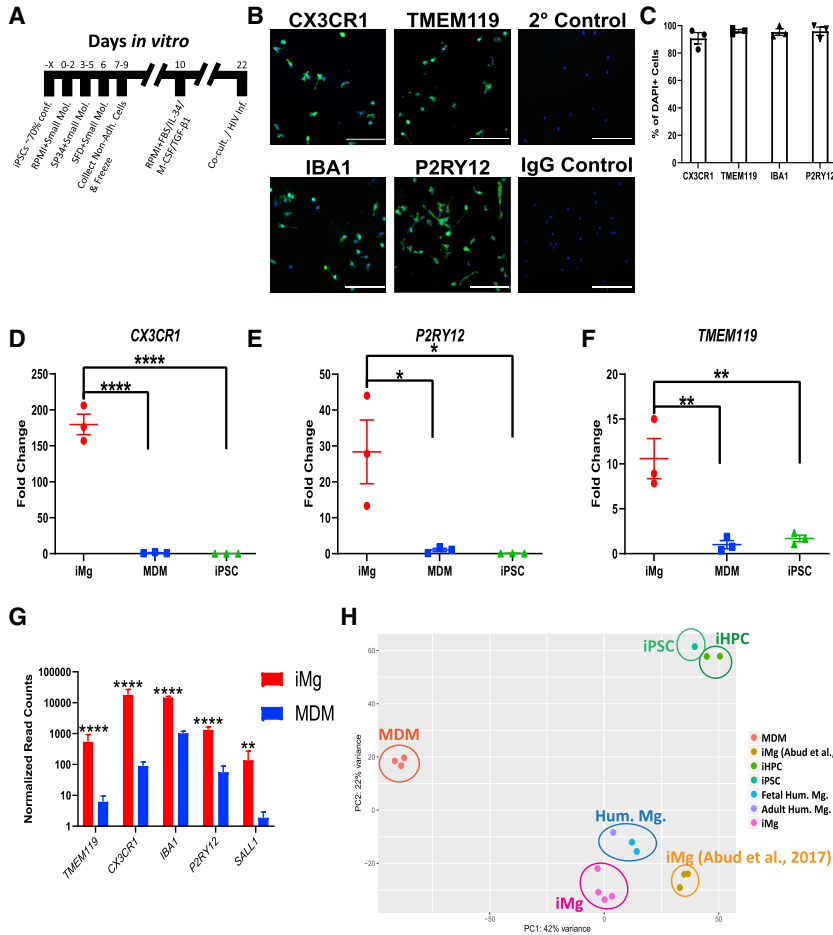 A
Days in vitro
-X 0-2 3-5 6 7-9 10 22
iPSCs ~70% conf.
RPMI+Small Mol.
SP34+Small Mol.
SFD+Small Mol.
Collect Non-Adh. Cells
& Freeze
RPMI+FBS/IL-34/
M-CSF/TGF-β1
Co-cult. / HIV Inf.
B
CX3CR1 TMEM119 2° Control
IBA1 P2RY12 IgG Control
C
% of DAPI+ Cells
100
80
60
40
20
0
CX3CR1 TMEM119 IBA1 P2RY12
D
CX3CR1
****
****
Fold Change
250
200
150
100
50
0
iMg MDM iPSC
E
P2RY12
*
*
Fold Change
50
40
30
20
10
0
iMg MDM iPSC
F
TMEM119
**
**
Fold Change
20
15
10
5
0
iMg MDM iPSC
G
Normalized Read Counts
100000
10000
1000
100
10
1
**** **** **** **** **
TMEM119 CX3CR1 IBA1 P2RY12 SALL1
iMg
MDM
H
PC2: 22% variance
60
40
20
0
−20
−50 0 50
PC1: 42% variance
iPSC
iHPC
MDM
Hum. Mg.
iMg
iMg (Abud et al., 2017)
MDM
iMg (Abud et al.,
iHPC
iPSC
Fetal Hum. Mg.
Adult Hum. Mg.
iMg